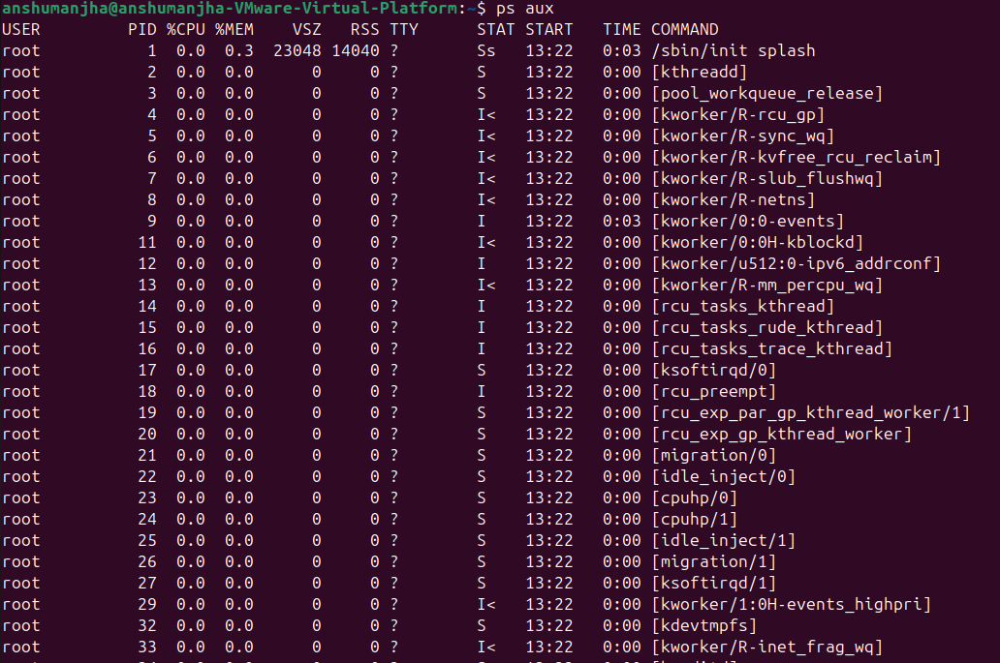 anshumanjha@anshumanjha-VMware-Virtual-Platform:~$ ps aux
USER         PID %CPU %MEM    VSZ   RSS TTY      STAT START   TIME COMMAND
root           1  0.0  0.3  23048 14040 ?        Ss   13:22   0:03 /sbin/init splash
root           2  0.0  0.0      0     0 ?        S    13:22   0:00 [kthreadd]
root           3  0.0  0.0      0     0 ?        S    13:22   0:00 [pool_workqueue_release]
root           4  0.0  0.0      0     0 ?        I<   13:22   0:00 [kworker/R-rcu_gp]
root           5  0.0  0.0      0     0 ?        I<   13:22   0:00 [kworker/R-sync_wq]
root           6  0.0  0.0      0     0 ?        I<   13:22   0:00 [kworker/R-kvfree_rcu_reclaim]
root           7  0.0  0.0      0     0 ?        I<   13:22   0:00 [kworker/R-slub_flushwq]
root           8  0.0  0.0      0     0 ?        I<   13:22   0:00 [kworker/R-netns]
root           9  0.0  0.0      0     0 ?        I    13:22   0:03 [kworker/0:0-events]
root          11  0.0  0.0      0     0 ?        I<   13:22   0:00 [kworker/0:0H-kblockd]
root          12  0.0  0.0      0     0 ?        I    13:22   0:00 [kworker/u512:0-ipv6_addrconf]
root          13  0.0  0.0      0     0 ?        I<   13:22   0:00 [kworker/R-mm_percpu_wq]
root          14  0.0  0.0      0     0 ?        I    13:22   0:00 [rcu_tasks_kthread]
root          15  0.0  0.0      0     0 ?        I    13:22   0:00 [rcu_tasks_rude_kthread]
root          16  0.0  0.0      0     0 ?        I    13:22   0:00 [rcu_tasks_trace_kthread]
root          17  0.0  0.0      0     0 ?        S    13:22   0:00 [ksoftirqd/0]
root          18  0.0  0.0      0     0 ?        I    13:22   0:00 [rcu_preempt]
root          19  0.0  0.0      0     0 ?        S    13:22   0:00 [rcu_exp_par_gp_kthread_worker/1]
root          20  0.0  0.0      0     0 ?        S    13:22   0:00 [rcu_exp_gp_kthread_worker]
root          21  0.0  0.0      0     0 ?        S    13:22   0:00 [migration/0]
root          22  0.0  0.0      0     0 ?        S    13:22   0:00 [idle_inject/0]
root          23  0.0  0.0      0     0 ?        S    13:22   0:00 [cpuhp/0]
root          24  0.0  0.0      0     0 ?        S    13:22   0:00 [cpuhp/1]
root          25  0.0  0.0      0     0 ?        S    13:22   0:00 [idle_inject/1]
root          26  0.0  0.0      0     0 ?        S    13:22   0:00 [migration/1]
root          27  0.0  0.0      0     0 ?        S    13:22   0:00 [ksoftirqd/1]
root          29  0.0  0.0      0     0 ?        I<   13:22   0:00 [kworker/1:0H-events_highpri]
root          32  0.0  0.0      0     0 ?        S    13:22   0:00 [kdevtmpfs]
root          33  0.0  0.0      0     0 ?        I<   13:22   0:00 [kworker/R-inet_frag_wq]